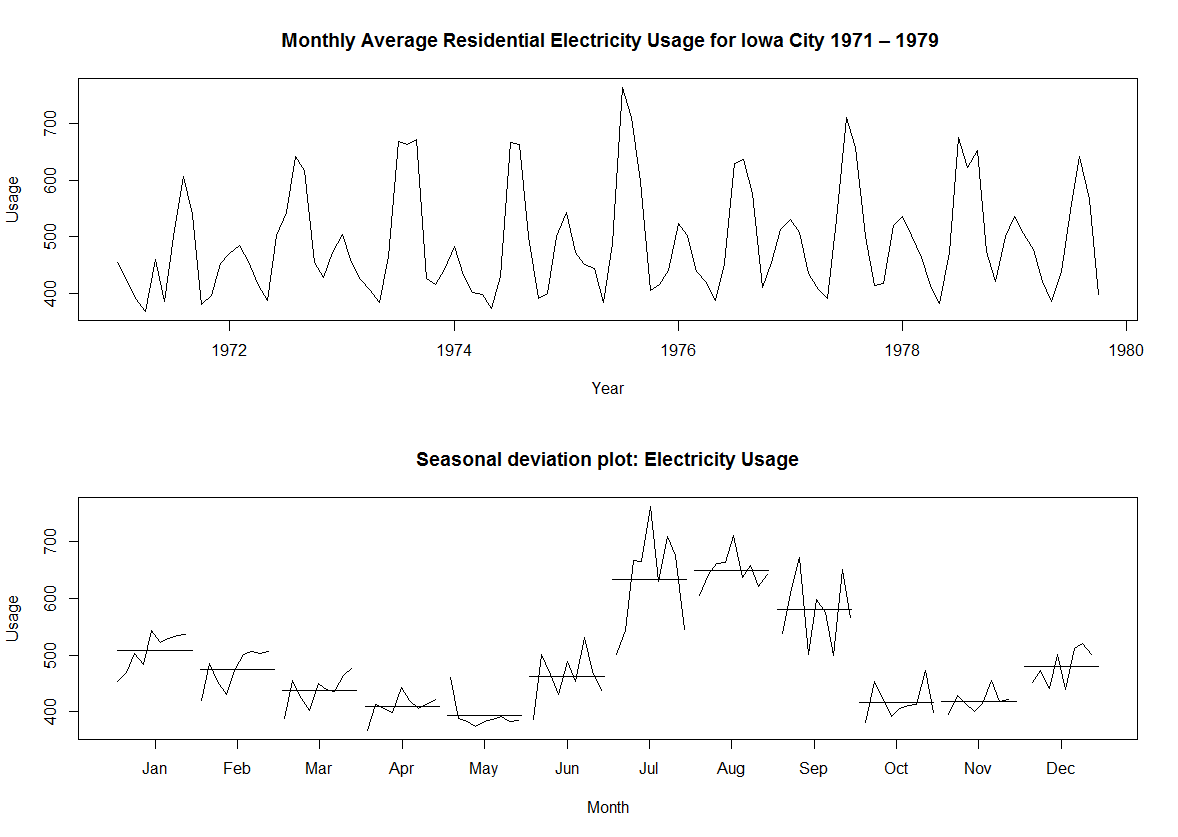 Monthly Average Residential Electricity Usage for Iowa City 1971 – 1979
Usage
700
600
500
400
1972 1974 1976 1978 1980
Year
Seasonal deviation plot: Electricity Usage
Usage
700
600
500
400
Jan Feb Mar Apr May Jun Jul Aug Sep Oct Nov Dec
Month